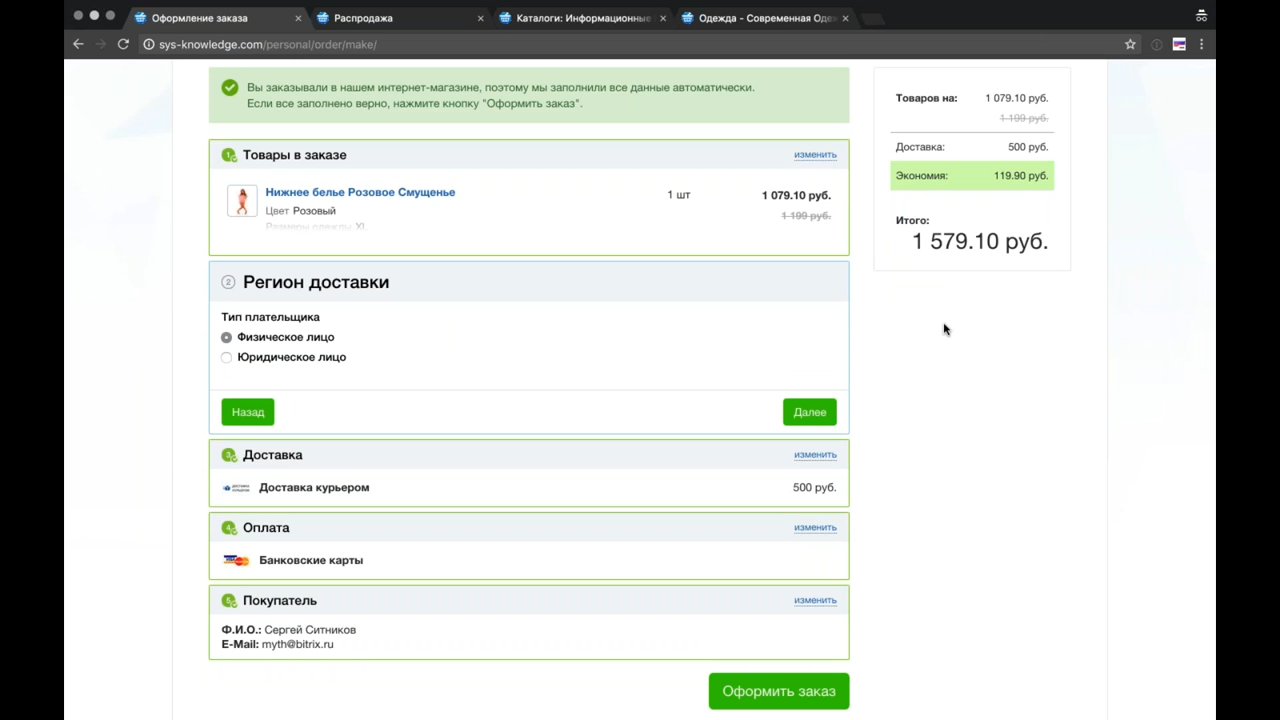 Оформление заказа
Распродажа
Каталоги: Информационные
Одежда - Современная Оде
sys-knowledge.com/personal/order/make/
Вы заказывали в нашем интернет-магазине, поэтому мы заполнили все данные автоматически.
Если все заполнено верно, нажмите кнопку "Оформить заказ".
Товары в заказе изменить
Нижнее белье Розовое Смущенье 1 шт 1 079.10 руб.
Цвет Розовый 1 199 руб.
Размеры одежды XL
2 Регион доставки
Тип плательщика
Физическое лицо
Юридическое лицо
Назад Далее
Доставка изменить
Доставка курьером 500 руб.
Оплата изменить
Банковские карты
Покупатель изменить
Ф.И.О.: Сергей Ситников
E-Mail: myth@bitrix.ru
Оформить заказ
Товаров на: 1 079.10 руб.
1 199 руб.
Доставка: 500 руб.
Экономия: 119.90 руб.
Итого:
1 579.10 руб.